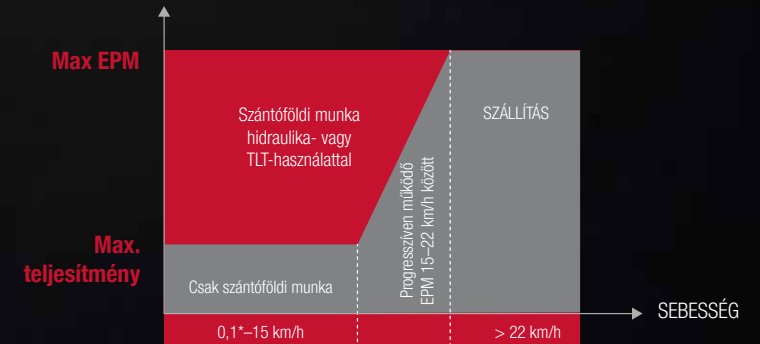 Max EPM
Szántóföldi munka
hidraulika- vagy
TLT-használattal
SZÁLLÍTÁS
Progresszíven működő
EPM 15–22 km/h között
Max.
teljesítmény
Csak szántóföldi munka
SEBESSÉG
0,1*–15 km/h
> 22 km/h